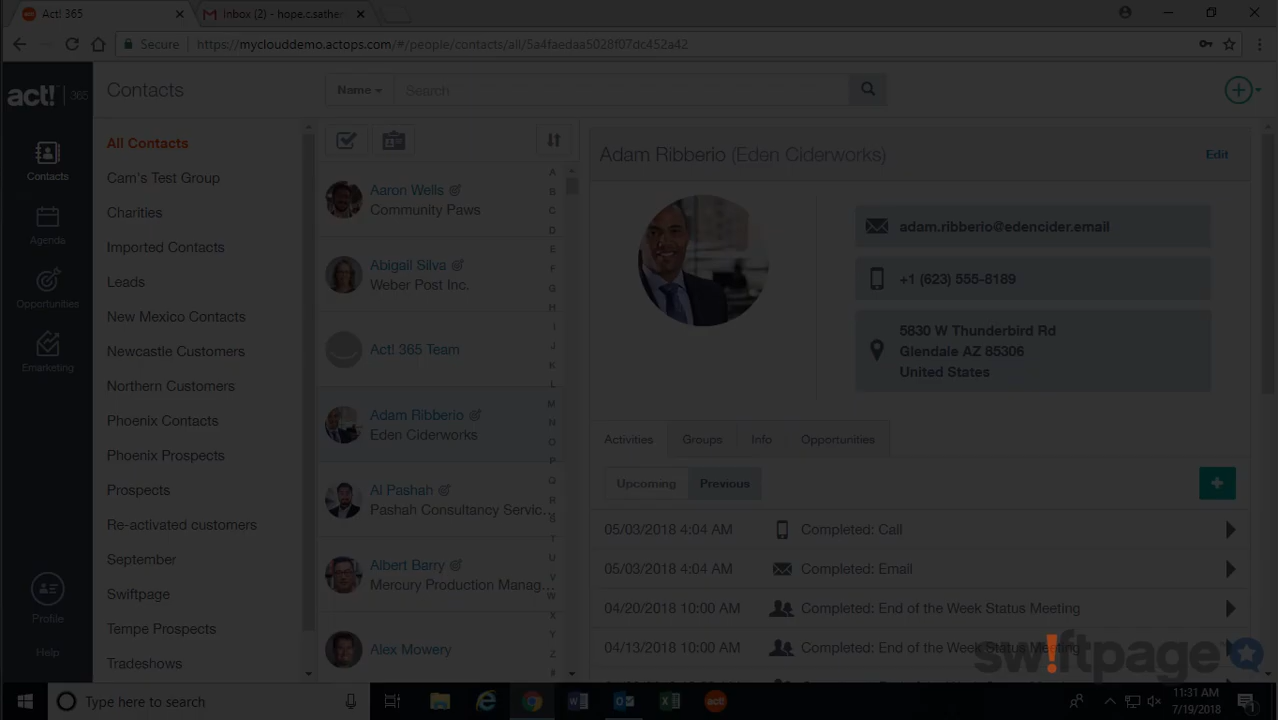 Act! 365
Inbox (2) - hope.c.sather
Secure
https://myclouddemo.actops.com/#/people/contacts/all/5a4faedaa5028f07dc452a42
act! 365
Contacts
Agenda
Opportunities
Emarketing
Profile
Help
Contacts
All Contacts
Cam's Test Group
Charities
Imported Contacts
Leads
New Mexico Contacts
Newcastle Customers
Northern Customers
Phoenix Contacts
Phoenix Prospects
Prospects
Re-activated customers
September
Swiftpage
Tempe Prospects
Tradeshows
Name
Search
Aaron Wells
Community Paws
Abigail Silva
Weber Post Inc.
Act! 365 Team
Adam Ribberio
Eden Ciderworks
Al Pashah
Pashah Consultancy Servic...
Albert Barry
Mercury Production Manag...
Alex Mowery
A
B
C
D
E
F
G
H
I
J
K
L
M
N
O
P
Q
R
S
T
U
V
W
X
Y
Z
#
Adam Ribberio (Eden Ciderworks)
Edit
adam.ribberio@edencider.email
+1 (623) 555-8189
5830 W Thunderbird Rd
Glendale AZ 85306
United States
Activities
Groups
Info
Opportunities
Upcoming
Previous
05/03/2018 4:04 AM
Completed: Call
05/03/2018 4:04 AM
Completed: Email
04/20/2018 10:00 AM
Completed: End of the Week Status Meeting
04/13/2018 10:00 AM
Completed: End of the Week Status Meeting
sw!ftpage
Type here to search
act!
11:31 AM
7/19/2018
1